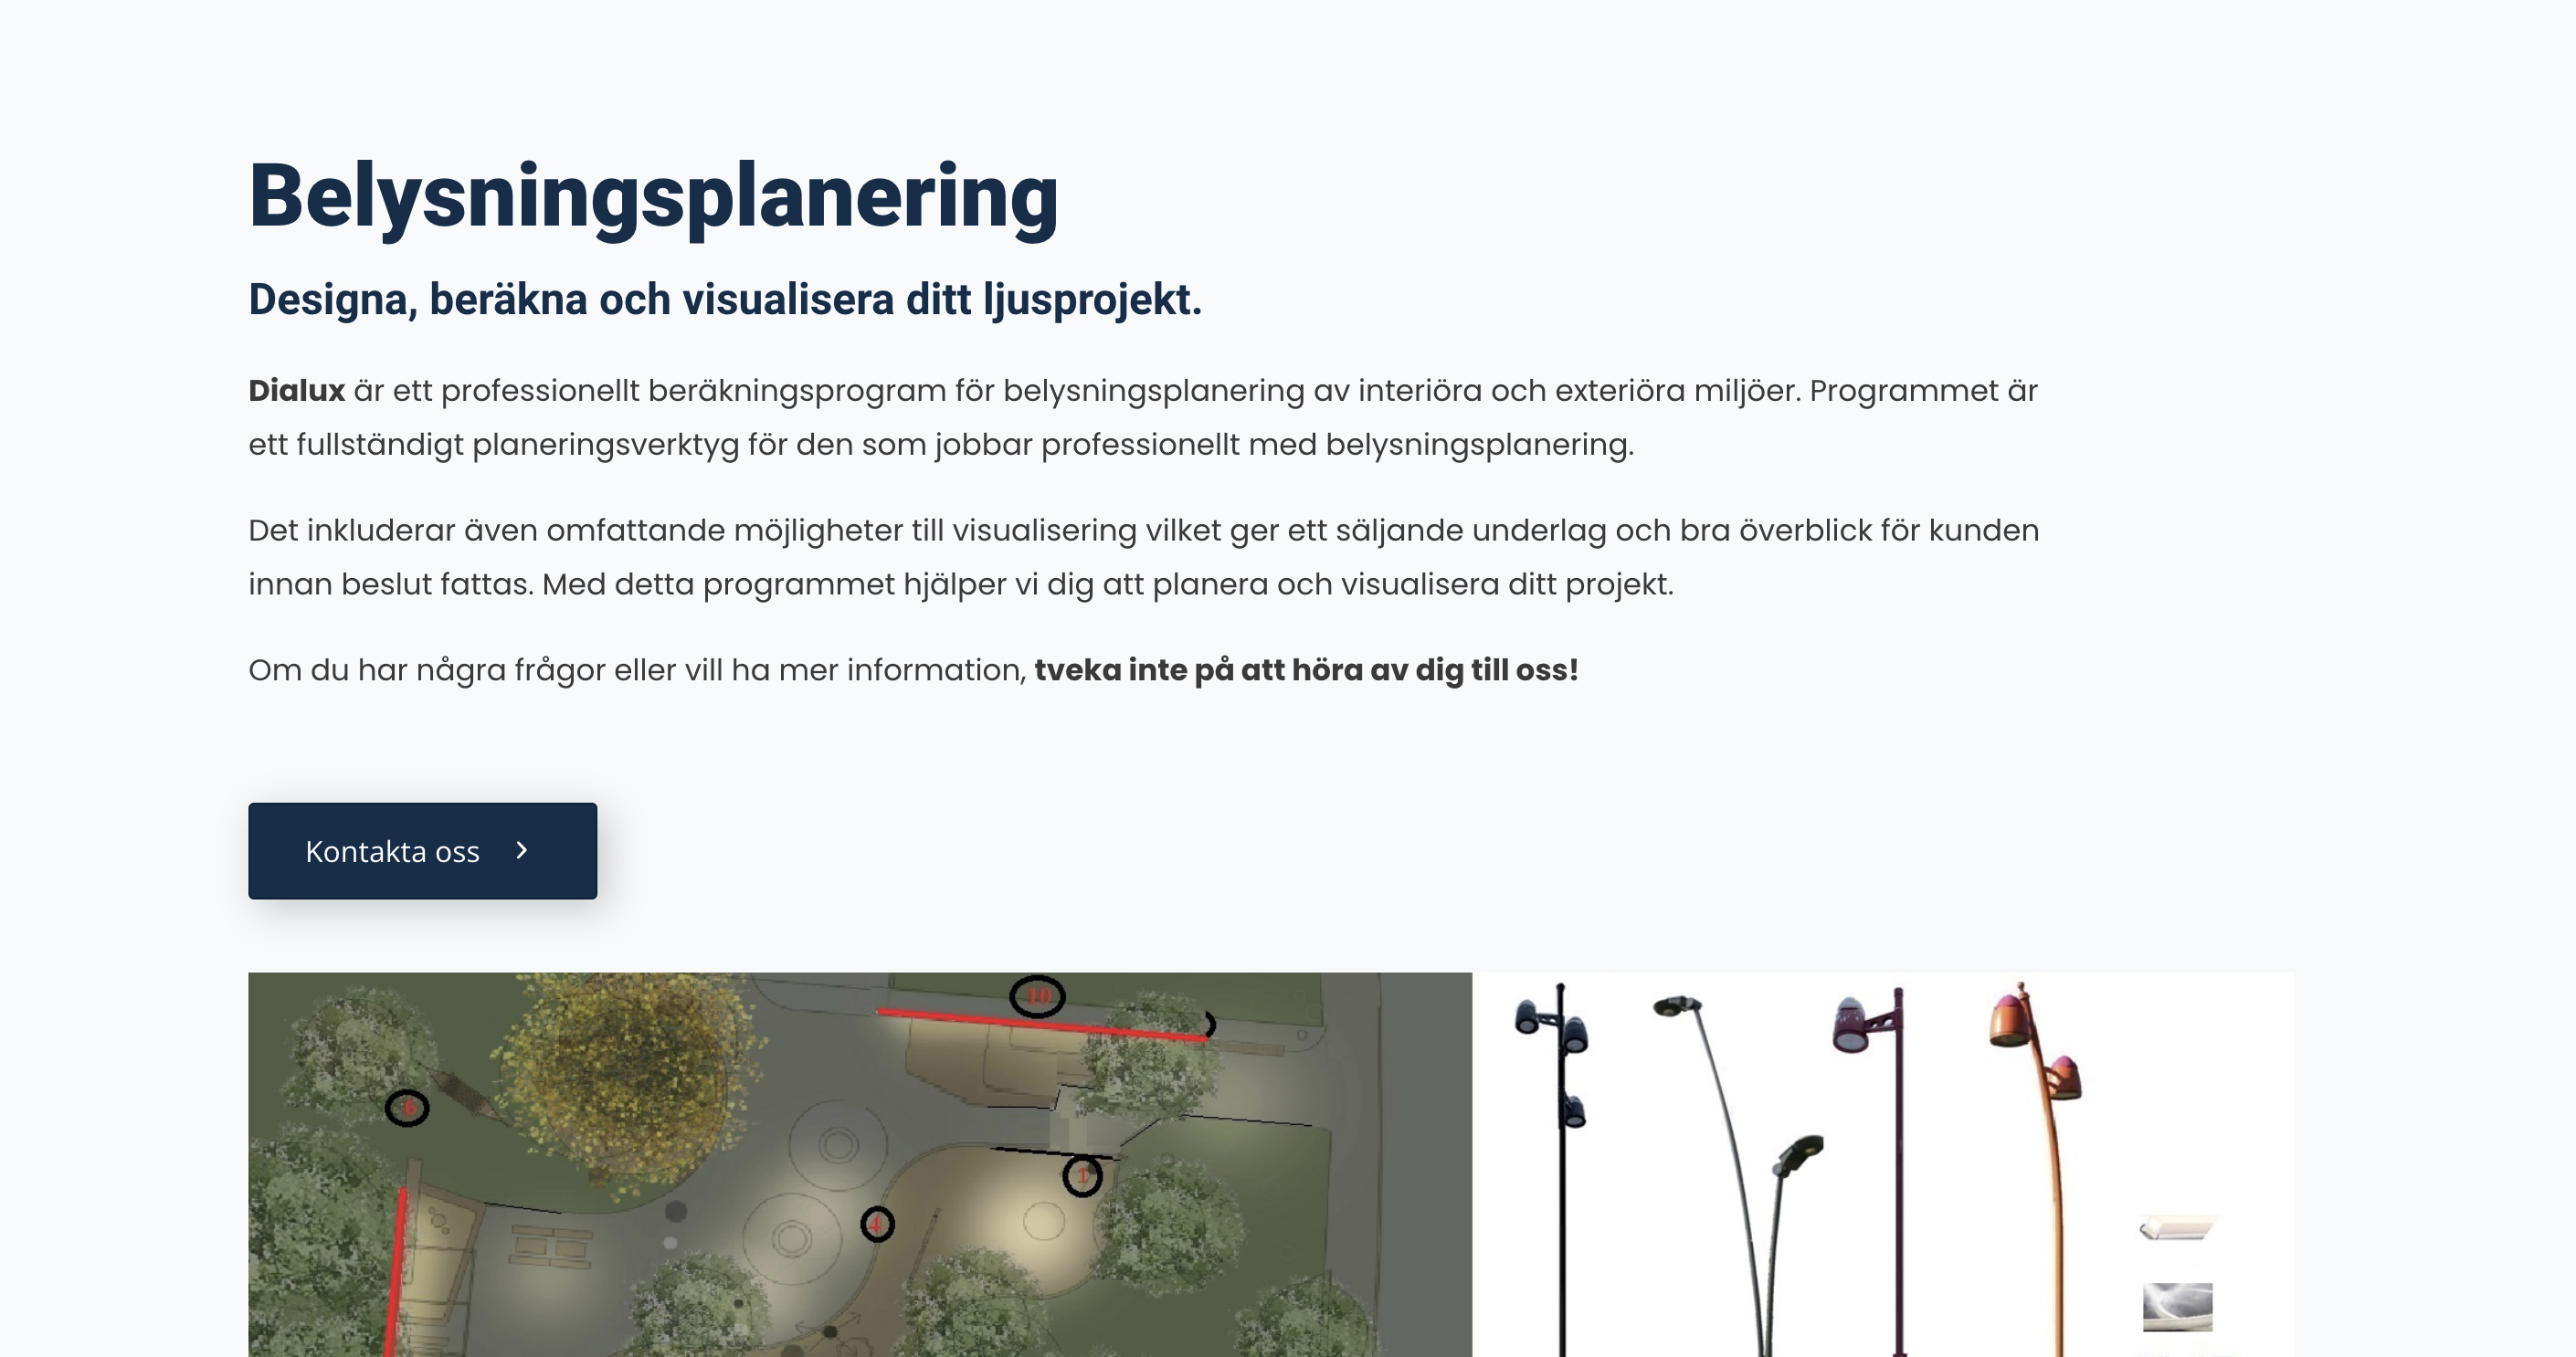 Belysningsplanering
Designa, beräkna och visualisera ditt ljusprojekt.
Dialux är ett professionellt beräkningsprogram för belysningsplanering av interiöra och exteriöra miljöer. Programmet är
ett fullständigt planeringsverktyg för den som jobbar professionellt med belysningsplanering.
Det inkluderar även omfattande möjligheter till visualisering vilket ger ett säljande underlag och bra överblick för kunden
innan beslut fattas. Med detta programmet hjälper vi dig att planera och visualisera ditt projekt.
Om du har några frågor eller vill ha mer information, tveka inte på att höra av dig till oss!
Kontakta oss
10
6
1
4